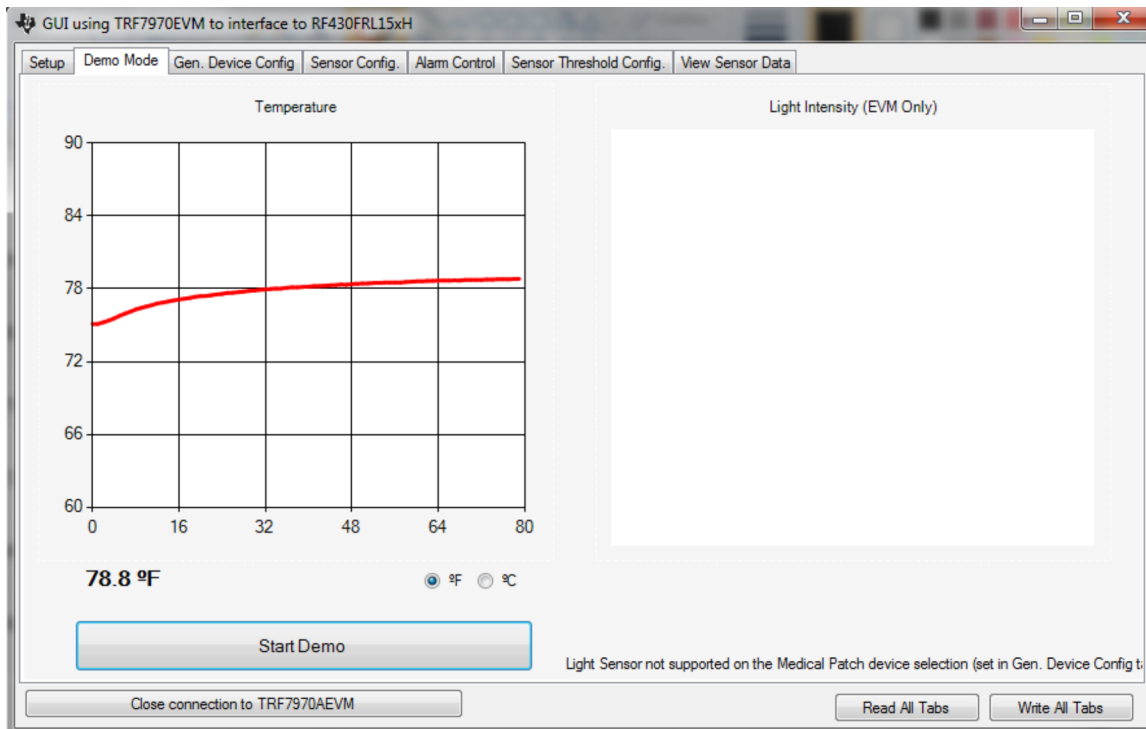 GUI using TRF7970EVM to interface to RF430FRL15xH
Setup Demo Mode Gen. Device Config Sensor Config. Alarm Control Sensor Threshold Config. View Sensor Data
Temperature
90
84
78
72
66
60
0 16 32 48 64 80
78.8 ºF
ºF ºC
Start Demo
Light Intensity (EVM Only)
Light Sensor not supported on the Medical Patch device selection (set in Gen. Device Config t
Close connection to TRF7970AEVM
Read All Tabs Write All Tabs